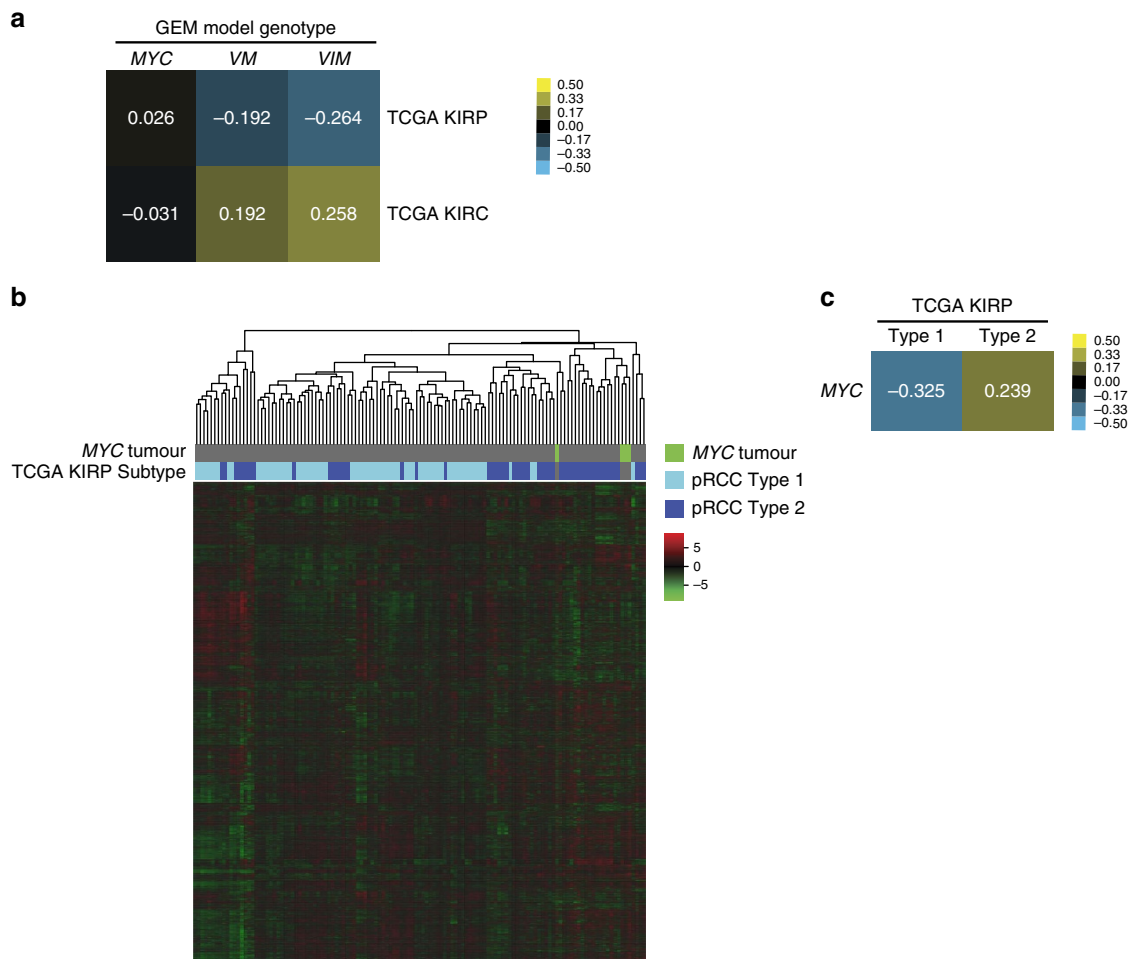 a
GEM model genotype
MYC VM VIM
0.026 −0.192 −0.264 TCGA KIRP
−0.031 0.192 0.258 TCGA KIRC
0.50
0.33
0.17
0.00
−0.17
−0.33
−0.50
b
MYC tumour
TCGA KIRP Subtype
MYC tumour
pRCC Type 1
pRCC Type 2
5
0
−5
c
TCGA KIRP
Type 1 Type 2
MYC −0.325 0.239
0.50
0.33
0.17
0.00
−0.17
−0.33
−0.50